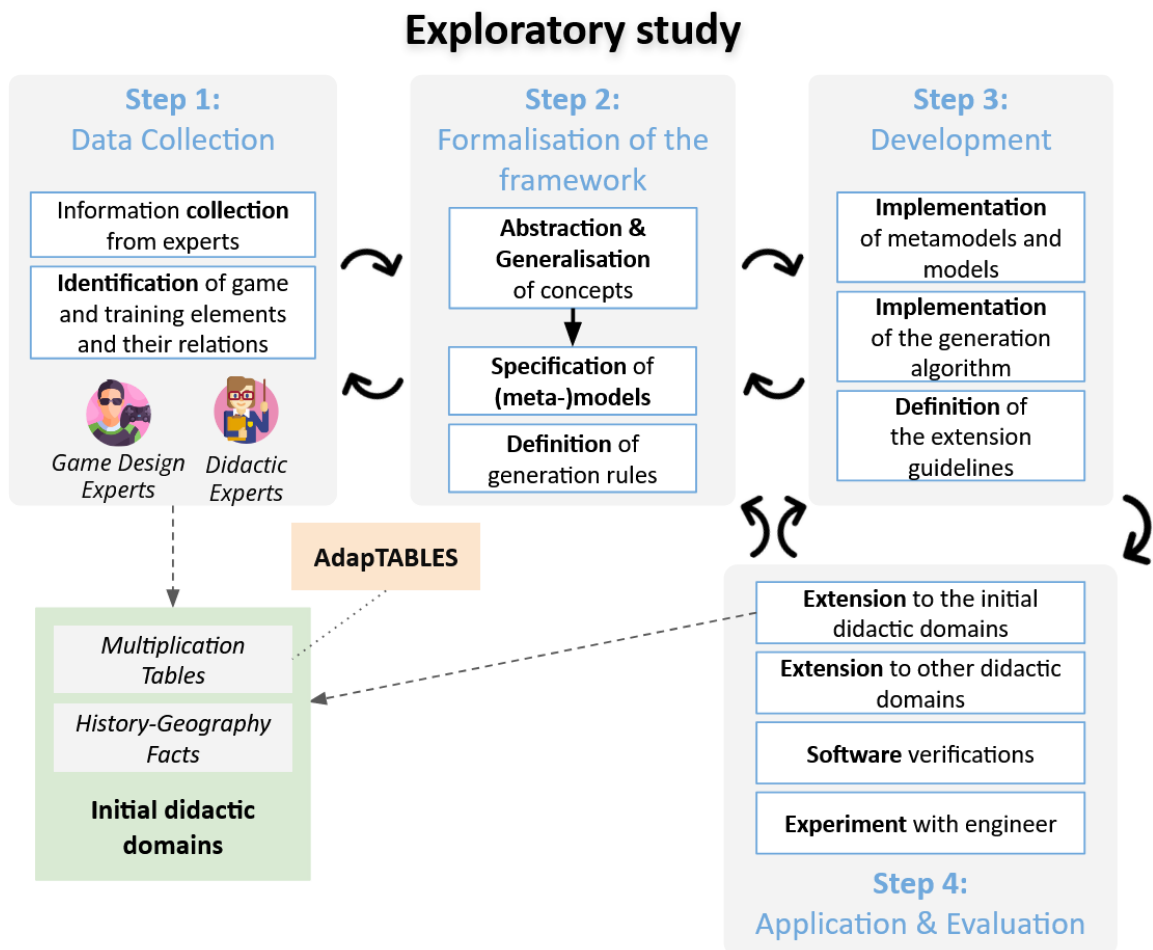 Exploratory study
Step 1:
Data Collection
Information collection
from experts
Identification of game
and training elements
and their relations
Game Design
Experts
Didactic
Experts
Step 2:
Formalisation of the
framework
Abstraction &
Generalisation
of concepts
Specification of
(meta-)models
Definition of
generation rules
Step 3:
Development
Implementation
of metamodels and
models
Implementation
of the generation
algorithm
Definition of
the extension
guidelines
AdapTABLES
Multiplication
Tables
History-Geography
Facts
Initial didactic
domains
Extension to the initial
didactic domains
Extension to other didactic
domains
Software verifications
Experiment with engineer
Step 4:
Application & Evaluation